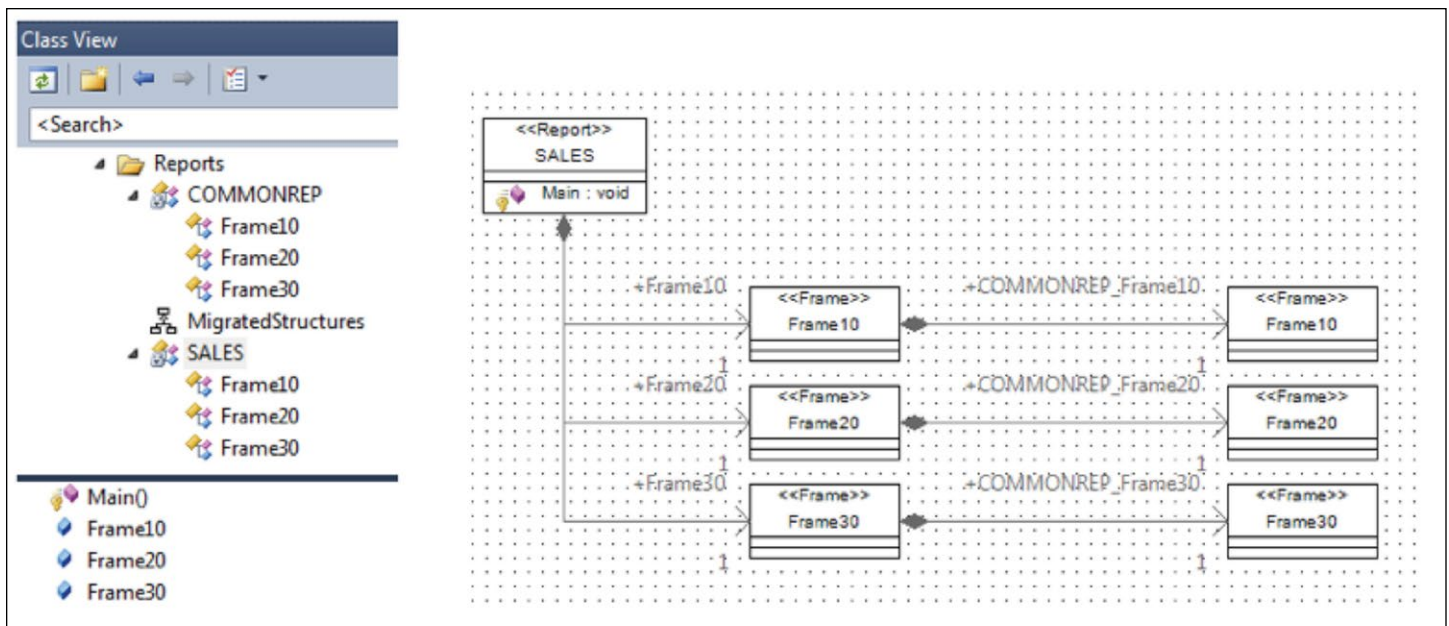 Class View
<Search>
Reports
COMMONREP
Frame10
Frame20
Frame30
MigratedStructures
SALES
Frame10
Frame20
Frame30
Main()
Frame10
Frame20
Frame30
<<Report>>
SALES
Main : void
+Frame10
<<Frame>>
Frame10
1
+COMMONREP_Frame10
<<Frame>>
Frame10
1
+Frame20
<<Frame>>
Frame20
1
+COMMONREP_Frame20
<<Frame>>
Frame20
1
+Frame30
<<Frame>>
Frame30
1
+COMMONREP_Frame30
<<Frame>>
Frame30
1